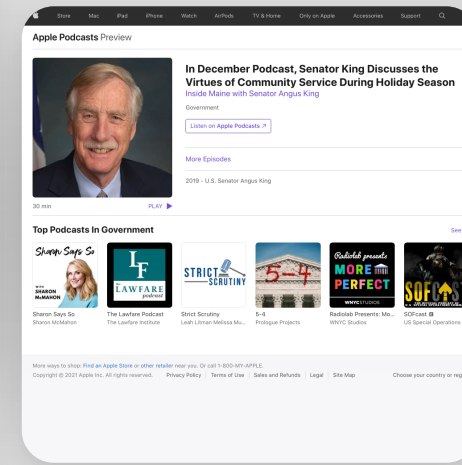 Store Mac iPad iPhone Watch AirPods TV & Home Only on Apple Accessories Support
Apple Podcasts Preview
In December Podcast, Senator King Discusses the
Virtues of Community Service During Holiday Season
Inside Maine with Senator Angus King
Government
Listen on Apple Podcasts ↗
More Episodes
2019 – U.S. Senator Angus King
30 min PLAY ▶
Top Podcasts In Government See
Sharon Says So
WITH
SHARON
McMAHON
LF
THE
LAWFARE
podcast
STRICT
SCRUTINY
5-4
Radiolab presents
MORE
PERFECT
WNYC STUDIOS
SOFCAST
Sharon Says So
Sharon McMahon
The Lawfare Podcast
The Lawfare Institute
Strict Scrutiny
Leah Litman Melissa Mu...
5-4
Prologue Projects
Radiolab Presents: Mo...
WNYC Studios
SOFcast E
US Special Operations
More ways to shop: Find an Apple Store or other retailer near you. Or call 1-800-MY-APPLE.
Copyright © 2021 Apple Inc. All rights reserved. Privacy Policy Terms of Use Sales and Refunds Legal Site Map Choose your country or reg